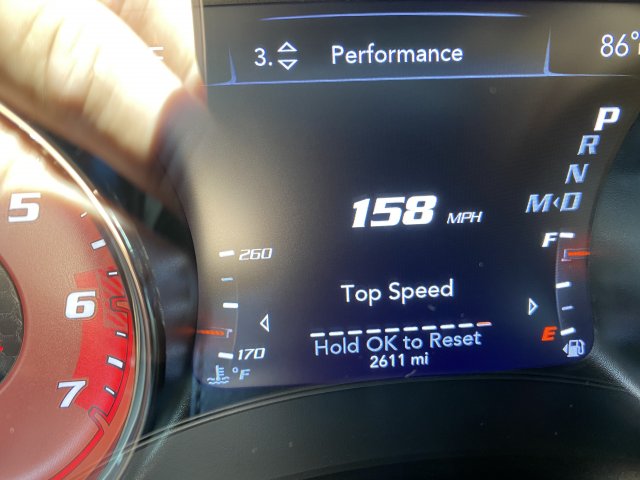 3. Performance
86°
P
R
N
M D
5
6
7
158 MPH
F
E
260
170
°F
Top Speed
Hold OK to Reset
2611 mi